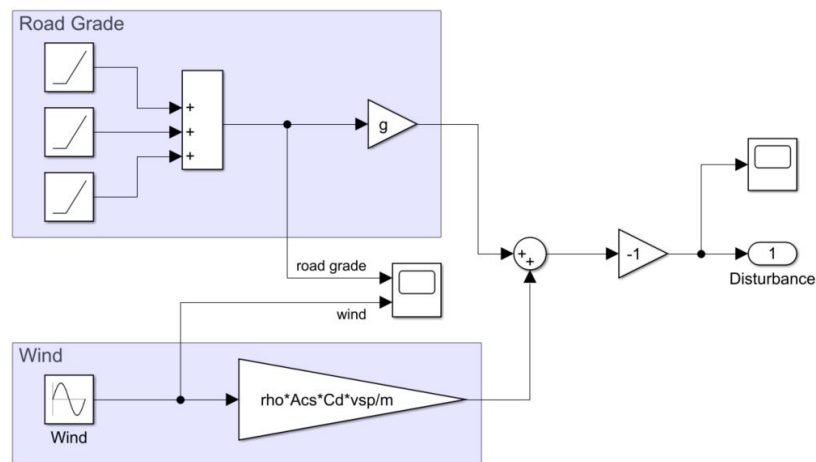 Road Grade
+
+
+
g
+
+
-1
1
Disturbance
road grade
wind
Wind
rho*Acs*Cd*vsp/m
Wind